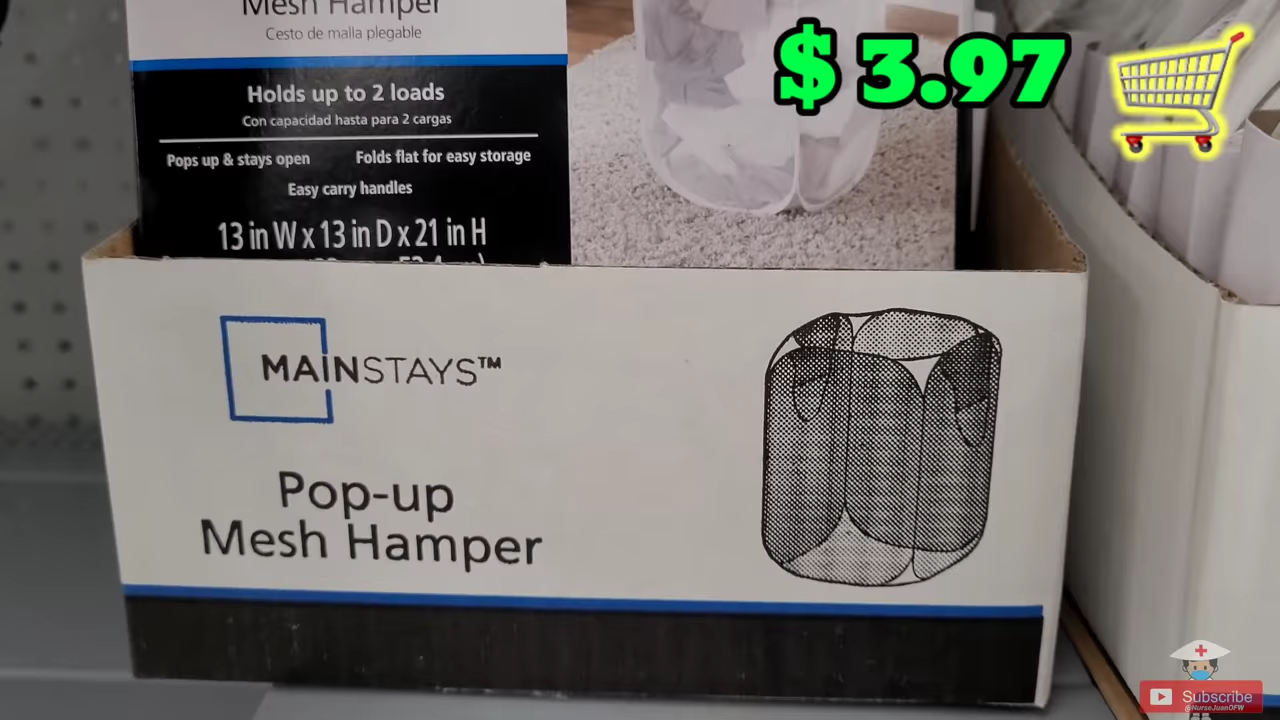 Mesh Hamper
Cesto de malla plegable
$ 3.97
Holds up to 2 loads
Con capacidad hasta para 2 cargas
Pops up & stays open
Folds flat for easy storage
Easy carry handles
13 in W x 13 in D x 21 in H
MAINSTAYS™
Pop-up
Mesh Hamper
Subscribe
@NurseJuanOFW